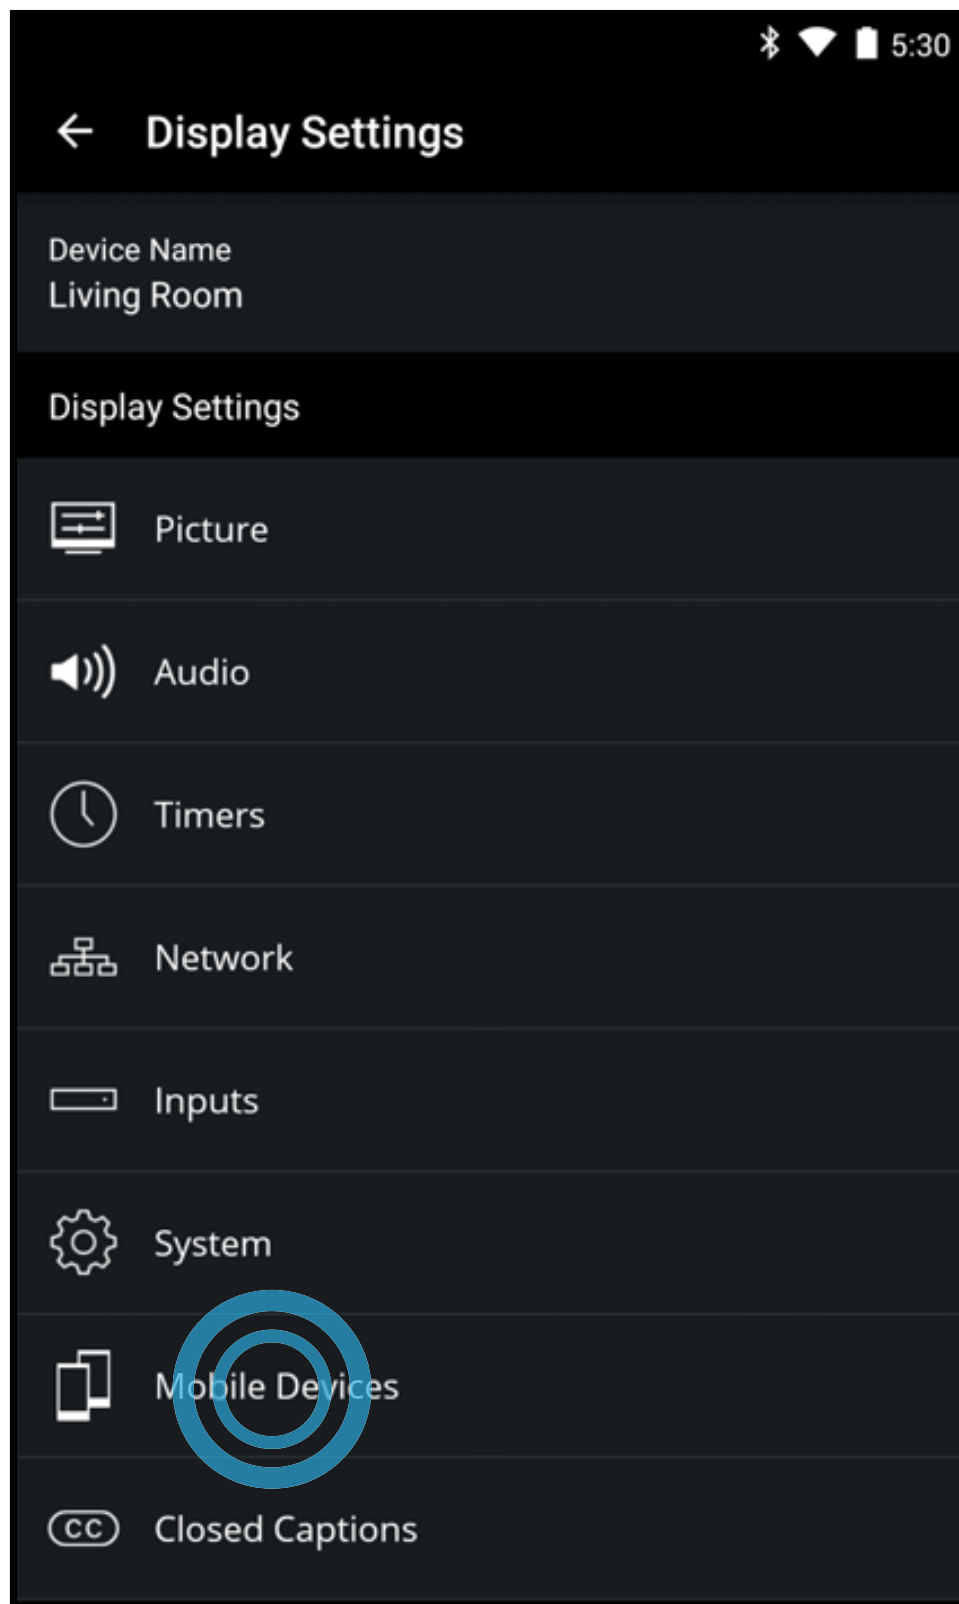 5:30
Display Settings
Device Name
Living Room
Display Settings
Picture
Audio
Timers
Network
Inputs
System
Mobile Devices
CC Closed Captions